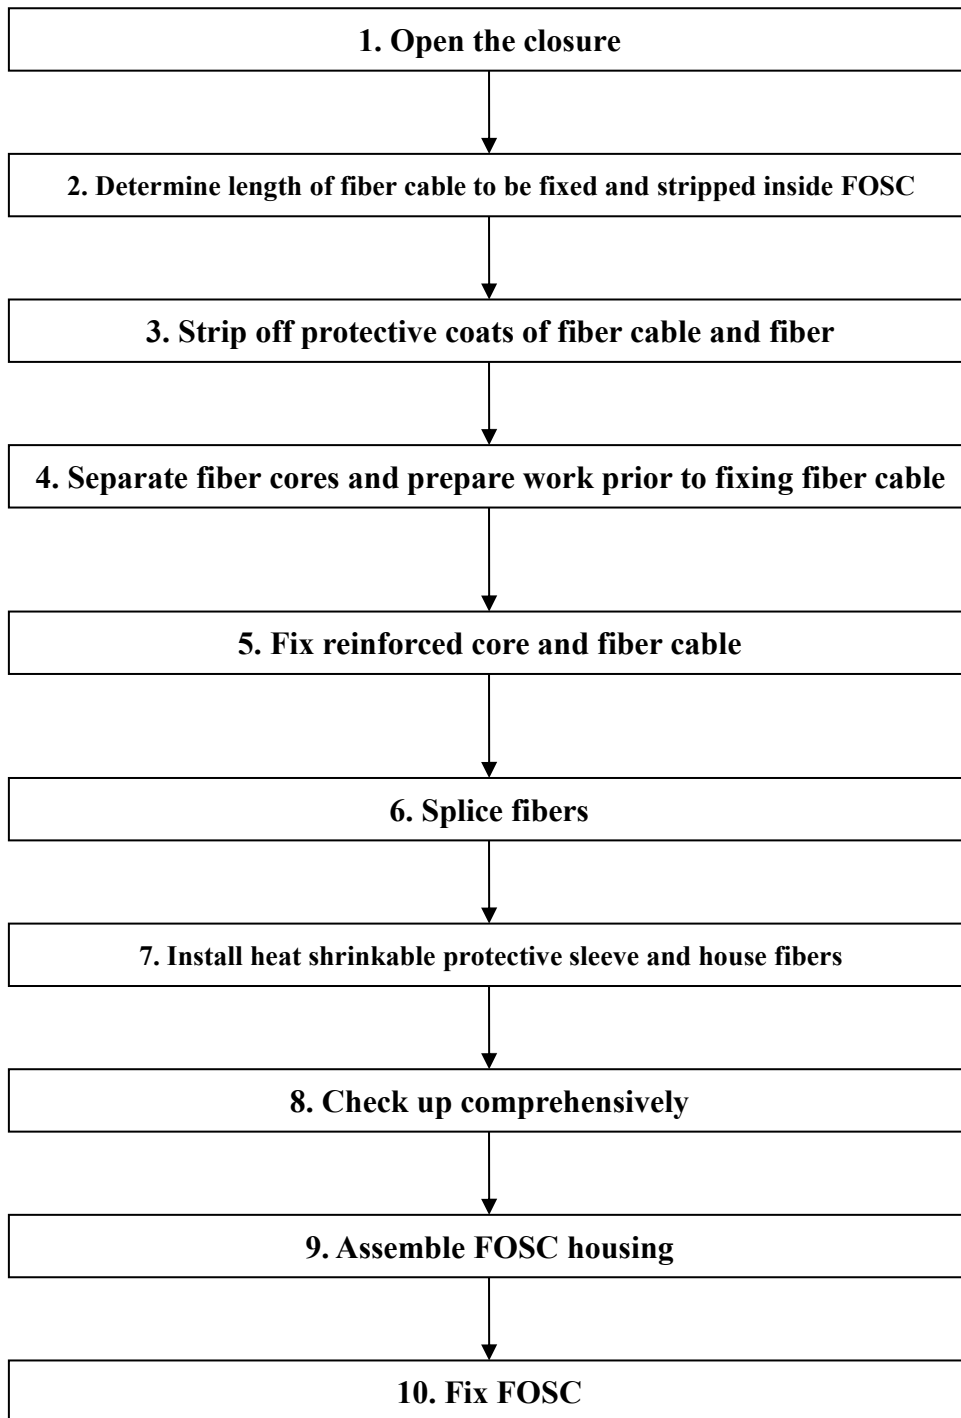 1. Open the closure
2. Determine length of fiber cable to be fixed and stripped inside FOSC
3. Strip off protective coats of fiber cable and fiber
4. Separate fiber cores and prepare work prior to fixing fiber cable
5. Fix reinforced core and fiber cable
6. Splice fibers
7. Install heat shrinkable protective sleeve and house fibers
8. Check up comprehensively
9. Assemble FOSC housing
10. Fix FOSC